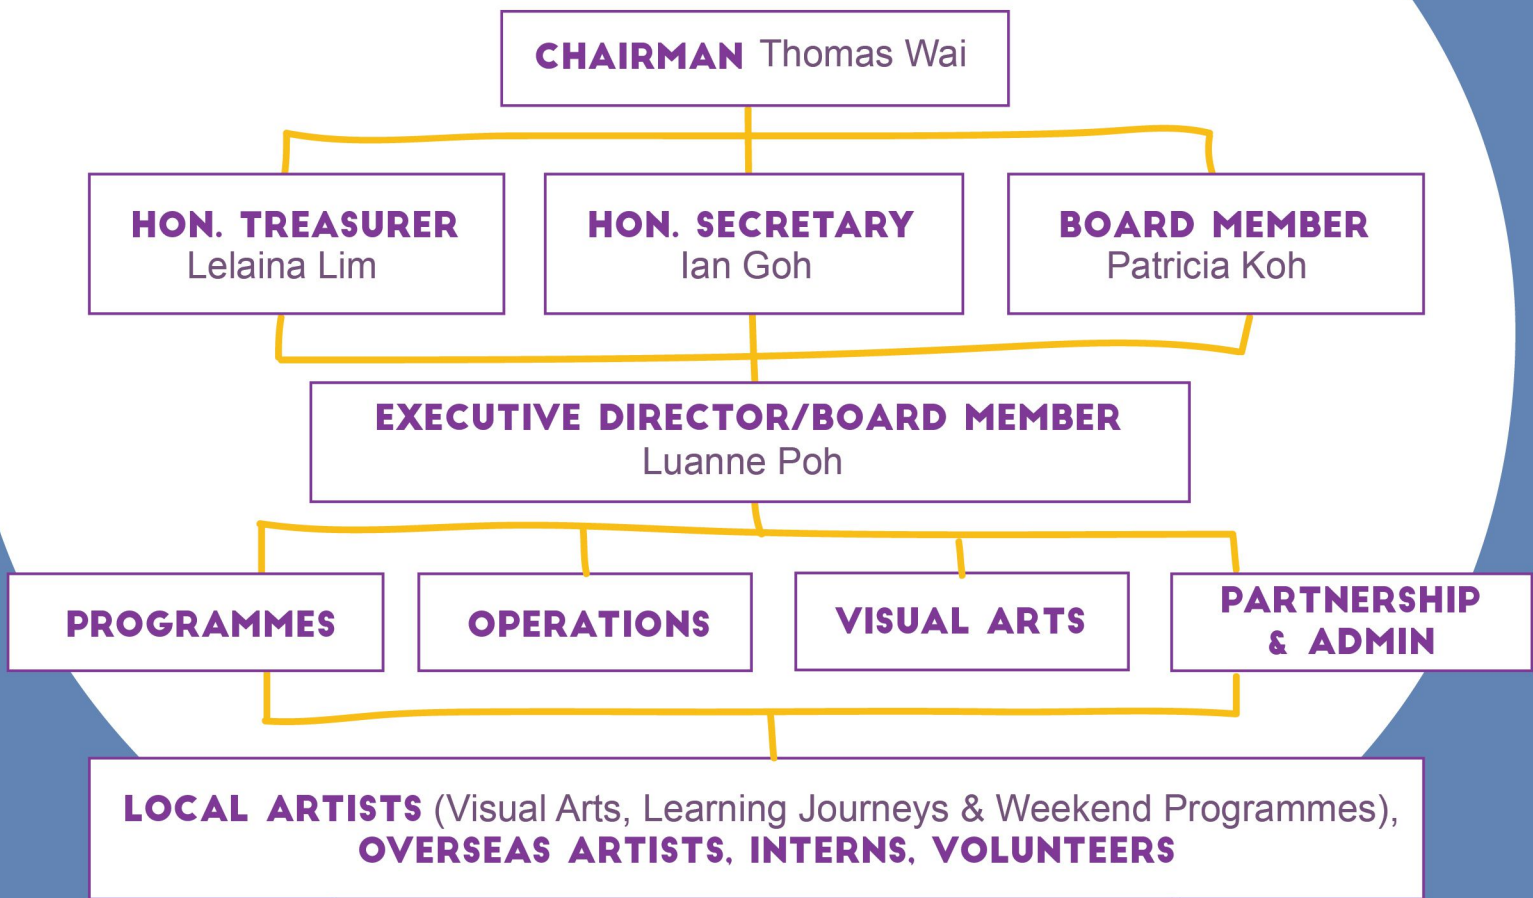 CHAIRMAN Thomas Wai
HON. TREASURER
Lelaina Lim
HON. SECRETARY
Ian Goh
BOARD MEMBER
Patricia Koh
EXECUTIVE DIRECTOR/BOARD MEMBER
Luanne Poh
PROGRAMMES
OPERATIONS
VISUAL ARTS
PARTNERSHIP
& ADMIN
LOCAL ARTISTS (Visual Arts, Learning Journeys & Weekend Programmes),
OVERSEAS ARTISTS, INTERNS, VOLUNTEERS